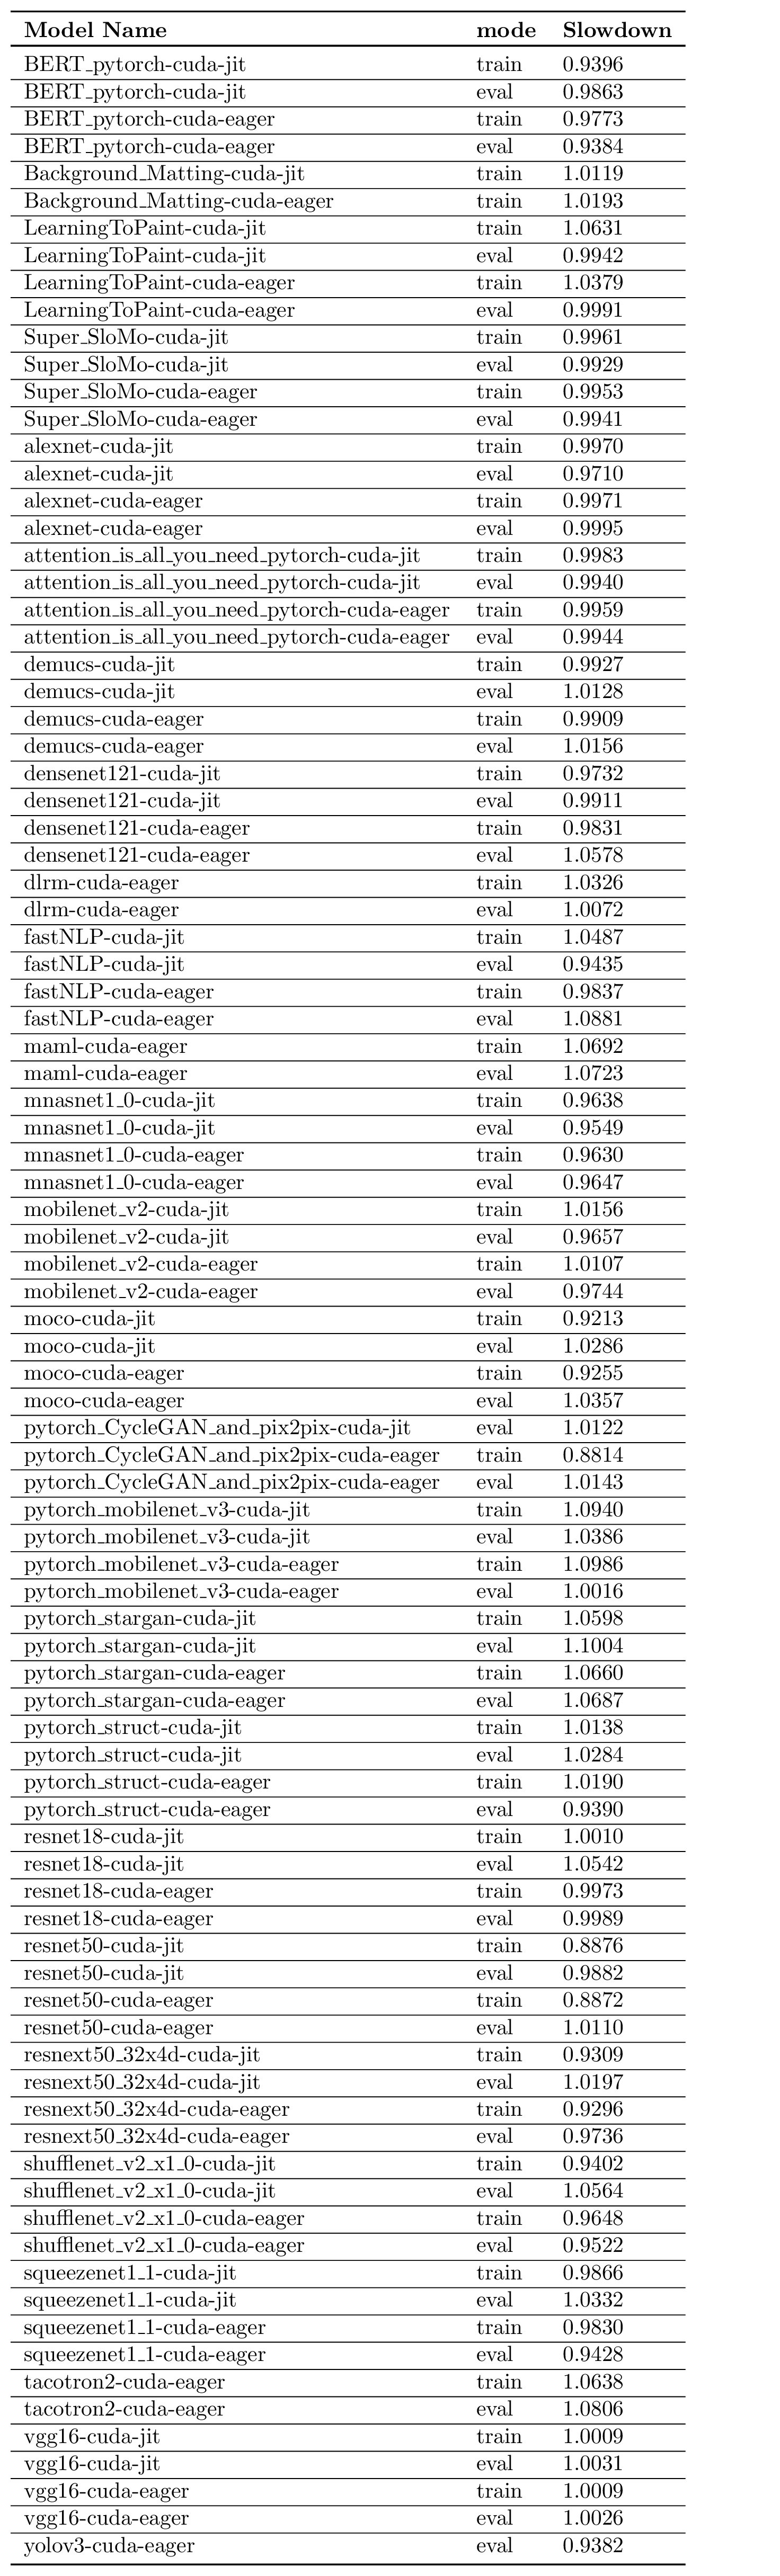 Model Name mode Slowdown
BERT_pytorch-cuda-jit train 0.9396
BERT_pytorch-cuda-jit eval 0.9863
BERT_pytorch-cuda-eager train 0.9773
BERT_pytorch-cuda-eager eval 0.9384
Background_Matting-cuda-jit train 1.0119
Background_Matting-cuda-eager train 1.0193
LearningToPaint-cuda-jit train 1.0631
LearningToPaint-cuda-jit eval 0.9942
LearningToPaint-cuda-eager train 1.0379
LearningToPaint-cuda-eager eval 0.9991
Super_SloMo-cuda-jit train 0.9961
Super_SloMo-cuda-jit eval 0.9929
Super_SloMo-cuda-eager train 0.9953
Super_SloMo-cuda-eager eval 0.9941
alexnet-cuda-jit train 0.9970
alexnet-cuda-jit eval 0.9710
alexnet-cuda-eager train 0.9971
alexnet-cuda-eager eval 0.9995
attention_is_all_you_need_pytorch-cuda-jit train 0.9983
attention_is_all_you_need_pytorch-cuda-jit eval 0.9940
attention_is_all_you_need_pytorch-cuda-eager train 0.9959
attention_is_all_you_need_pytorch-cuda-eager eval 0.9944
demucs-cuda-jit train 0.9927
demucs-cuda-jit eval 1.0128
demucs-cuda-eager train 0.9909
demucs-cuda-eager eval 1.0156
densenet121-cuda-jit train 0.9732
densenet121-cuda-jit eval 0.9911
densenet121-cuda-eager train 0.9831
densenet121-cuda-eager eval 1.0578
dlrm-cuda-eager train 1.0326
dlrm-cuda-eager eval 1.0072
fastNLP-cuda-jit train 1.0487
fastNLP-cuda-jit eval 0.9435
fastNLP-cuda-eager train 0.9837
fastNLP-cuda-eager eval 1.0881
maml-cuda-eager train 1.0692
maml-cuda-eager eval 1.0723
mnasnet1_0-cuda-jit train 0.9638
mnasnet1_0-cuda-jit eval 0.9549
mnasnet1_0-cuda-eager train 0.9630
mnasnet1_0-cuda-eager eval 0.9647
mobilenet_v2-cuda-jit train 1.0156
mobilenet_v2-cuda-jit eval 0.9657
mobilenet_v2-cuda-eager train 1.0107
mobilenet_v2-cuda-eager eval 0.9744
moco-cuda-jit train 0.9213
moco-cuda-jit eval 1.0286
moco-cuda-eager train 0.9255
moco-cuda-eager eval 1.0357
pytorch_CycleGAN_and_pix2pix-cuda-jit eval 1.0122
pytorch_CycleGAN_and_pix2pix-cuda-eager train 0.8814
pytorch_CycleGAN_and_pix2pix-cuda-eager eval 1.0143
pytorch_mobilenet_v3-cuda-jit train 1.0940
pytorch_mobilenet_v3-cuda-jit eval 1.0386
pytorch_mobilenet_v3-cuda-eager train 1.0986
pytorch_mobilenet_v3-cuda-eager eval 1.0016
pytorch_stargan-cuda-jit train 1.0598
pytorch_stargan-cuda-jit eval 1.1004
pytorch_stargan-cuda-eager train 1.0660
pytorch_stargan-cuda-eager eval 1.0687
pytorch_struct-cuda-jit train 1.0138
pytorch_struct-cuda-jit eval 1.0284
pytorch_struct-cuda-eager train 1.0190
pytorch_struct-cuda-eager eval 0.9390
resnet18-cuda-jit train 1.0010
resnet18-cuda-jit eval 1.0542
resnet18-cuda-eager train 0.9973
resnet18-cuda-eager eval 0.9989
resnet50-cuda-jit train 0.8876
resnet50-cuda-jit eval 0.9882
resnet50-cuda-eager train 0.8872
resnet50-cuda-eager eval 1.0110
resnext50_32x4d-cuda-jit train 0.9309
resnext50_32x4d-cuda-jit eval 1.0197
resnext50_32x4d-cuda-eager train 0.9296
resnext50_32x4d-cuda-eager eval 0.9736
shufflenet_v2_x1_0-cuda-jit train 0.9402
shufflenet_v2_x1_0-cuda-jit eval 1.0564
shufflenet_v2_x1_0-cuda-eager train 0.9648
shufflenet_v2_x1_0-cuda-eager eval 0.9522
squeezenet1_1-cuda-jit train 0.9866
squeezenet1_1-cuda-jit eval 1.0332
squeezenet1_1-cuda-eager train 0.9830
squeezenet1_1-cuda-eager eval 0.9428
tacotron2-cuda-eager train 1.0638
tacotron2-cuda-eager eval 1.0806
vgg16-cuda-jit train 1.0009
vgg16-cuda-jit eval 1.0031
vgg16-cuda-eager train 1.0009
vgg16-cuda-eager eval 1.0026
yolov3-cuda-eager eval 0.9382